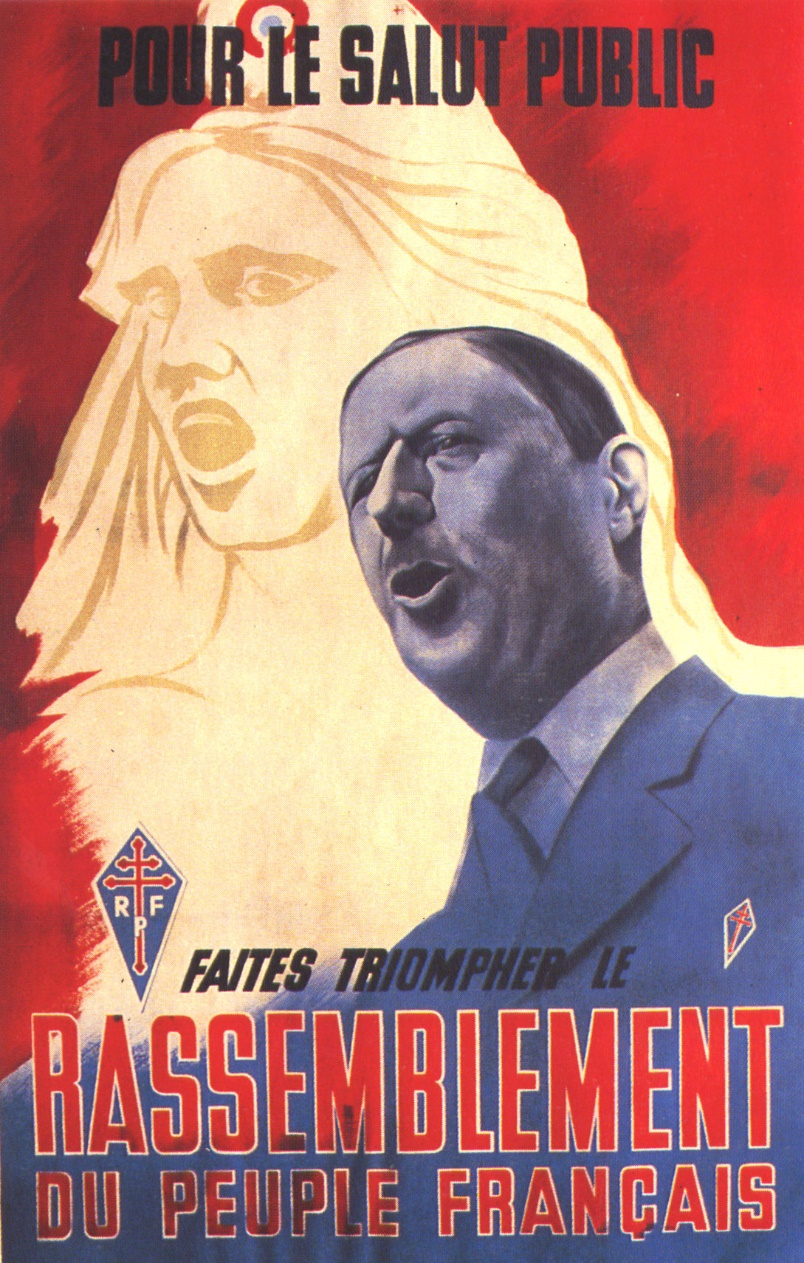 POUR LE SALUT PUBLIC
R P F
FAITES TRIOMPHER LE
RASSEMBLEMENT
DU PEUPLE FRANÇAIS